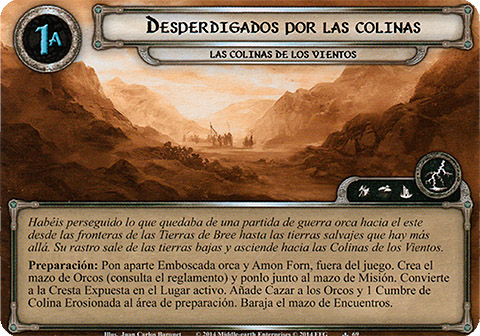 1A
DESPERDIGADOS POR LAS COLINAS
LAS COLINAS DE LOS VIENTOS
Habéis perseguido lo que quedaba de una partida de guerra orca hacia el este
desde las fronteras de las Tierras de Bree hasta las tierras salvajes que hay más
allá. Su rastro sale de las tierras bajas y asciende hacia las Colinas de los Vientos.
Preparación: Pon aparte Emboscada orca y Amon Forn, fuera del juego. Crea el
mazo de Orcos (consulta el reglamento) y ponlo junto al mazo de Misión. Convierte
a la Cresta Expuesta en el Lugar activo. Añade Cazar a los Orcos y 1 Cumbre
de Colina Erosionada al área de preparación. Baraja el mazo de Encuentros.
Illus. Juan Carlos Barquet © 2014 Middle-earth Enterprises © 2014 FFG 69